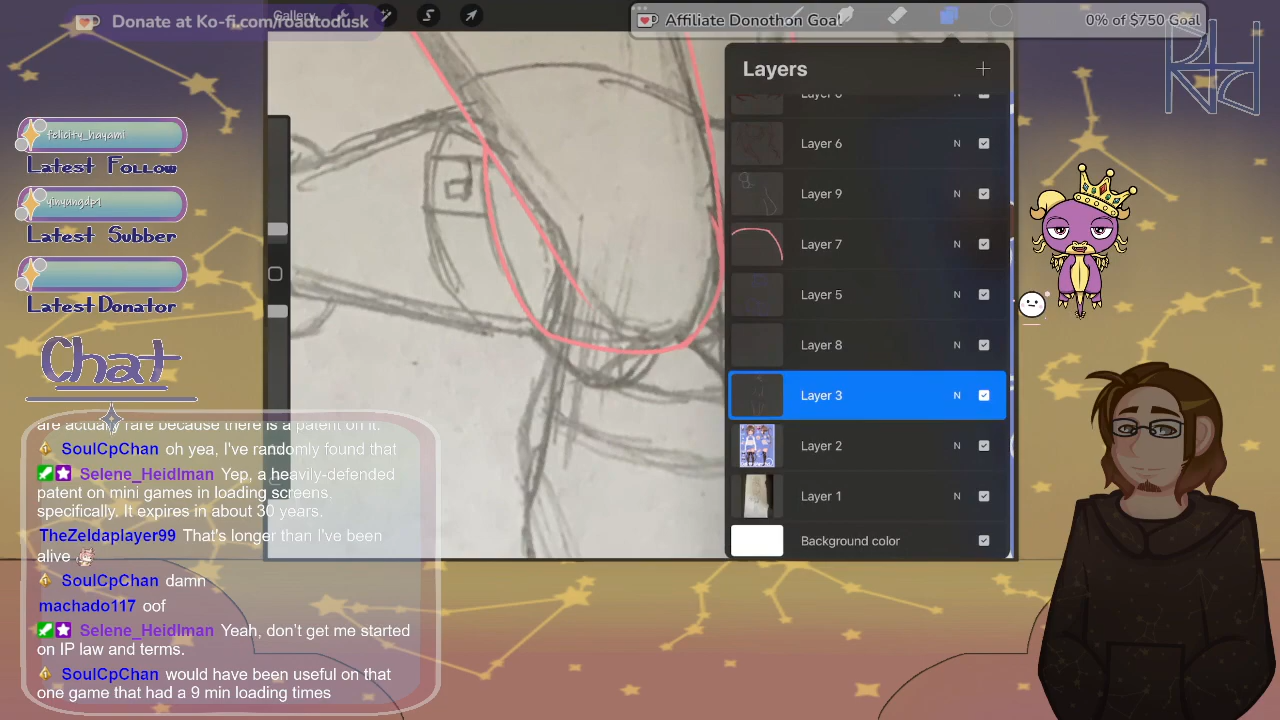 Donate at Ko-fi.com/roadtodusk
Gallery
Affiliate Donothon Goal
0% of $750 Goal
Layers
Layer 6
N
Layer 9
N
Layer 7
N
Layer 5
N
Layer 8
N
Layer 3
N
Layer 2
N
Layer 1
N
Background color
felicity_hayami
Latest Follow
yinyungdp1
Latest Subber
Latest Donator
Chat
are actually rare because there is a patent on it.
SoulCpChan oh yea, I've randomly found that
Selene_Heidlman Yep, a heavily-defended
patent on mini games in loading screens,
specifically. It expires in about 30 years.
TheZeldaplayer99 That's longer than I've been
alive
SoulCpChan damn
machado117 oof
Selene_Heidlman Yeah, don't get me started
on IP law and terms.
SoulCpChan would have been useful on that
one game that had a 9 min loading times